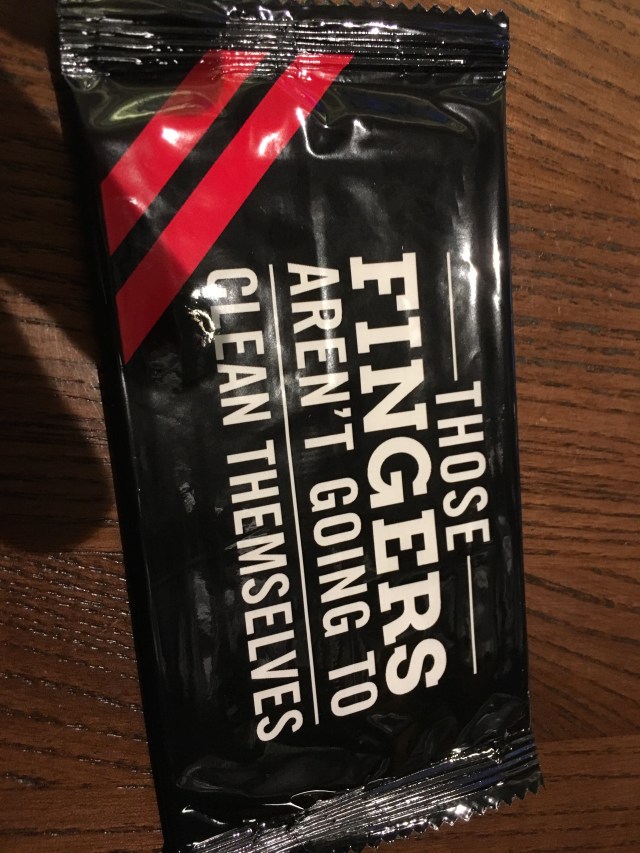 THOSE
FINGERS
AREN'T GOING TO
CLEAN THEMSELVES